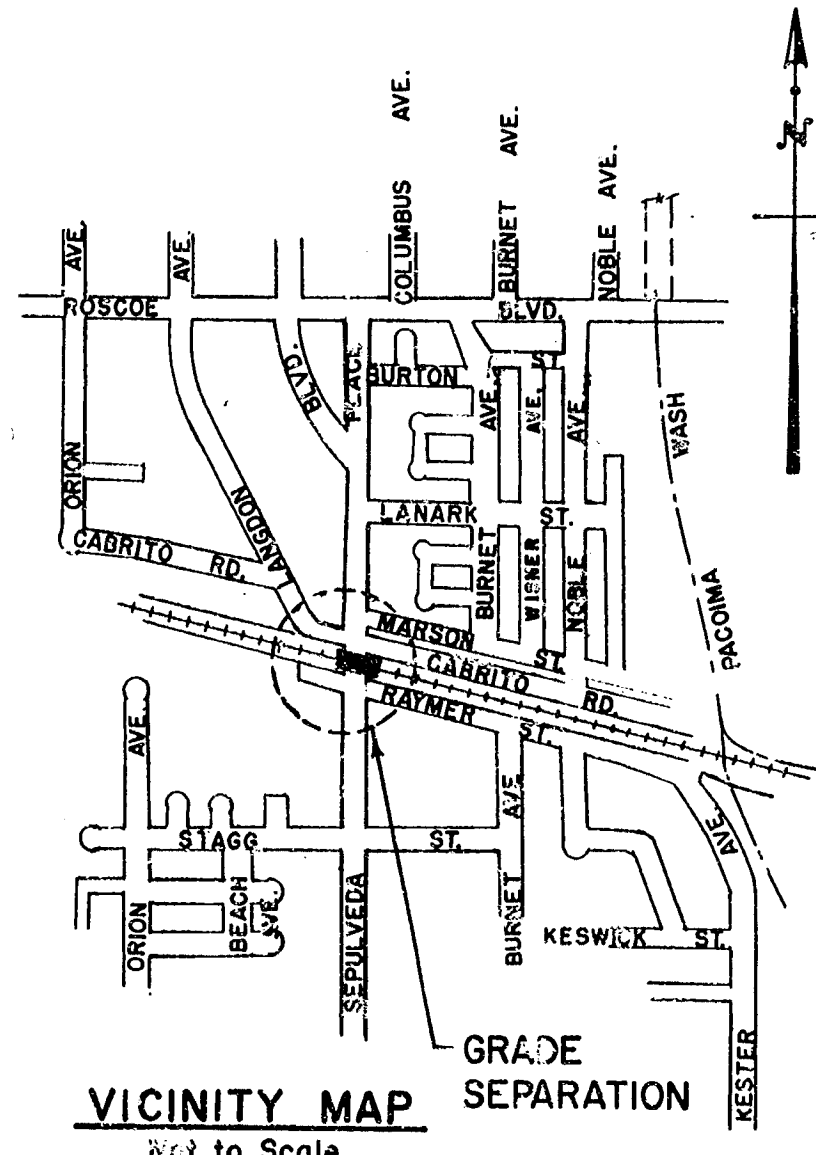 COLUMBUS AVE.
BURNET AVE.
NOBLE AVE.
N
AVE.
AVE.
ROSCOE BLVD.
BLVD.
PLACE
BURTON ST.
AVE.
AVE.
AVE.
WASH
ORION
LANGDON
LANARK ST.
CABRITO RD.
BURNET
WISNER
NOBLE
PACOIMA
MARSON ST.
CABRITO RD.
RAYMER ST.
AVE.
STAGG ST.
AVE
AVE.
ORION
BEACH AVE.
SEPULVEDA
BURNET
KESWICK ST.
KESTER
GRADE
SEPARATION
VICINITY MAP
Not to Scale